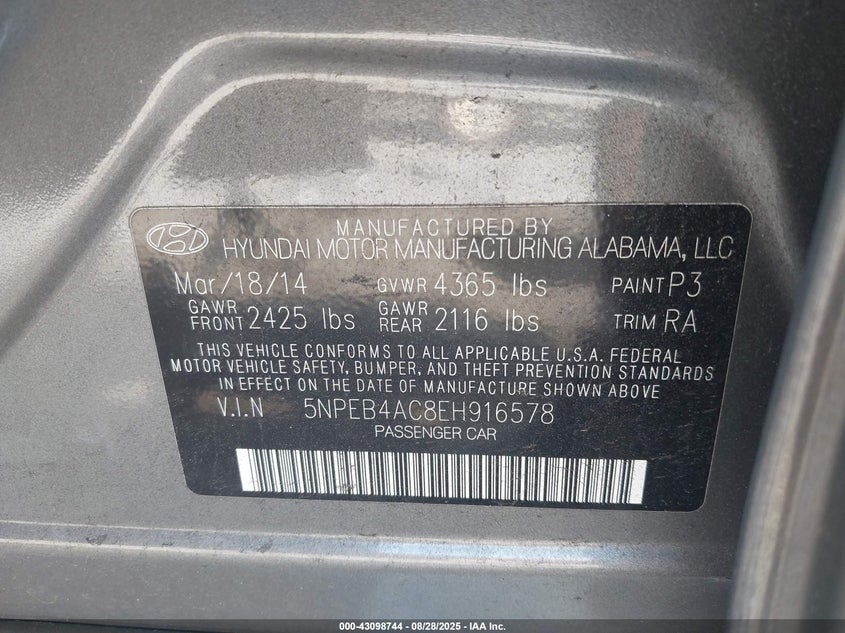 MANUFACTURED BY
HYUNDAI MOTOR MANUFACTURING ALABAMA, LLC
Mar/18/14 GVWR 4365 lbs PAINT P3
GAWR FRONT 2425 lbs GAWR REAR 2116 lbs TRIM RA
THIS VEHICLE CONFORMS TO ALL APPLICABLE U.S.A. FEDERAL
MOTOR VEHICLE SAFETY, BUMPER, AND THEFT PREVENTION STANDARDS
IN EFFECT ON THE DATE OF MANUFACTURE SHOWN ABOVE
V.I.N 5NPEB4AC8EH916578
PASSENGER CAR
000-43098744 / 08/28/2025 - IAA Inc.